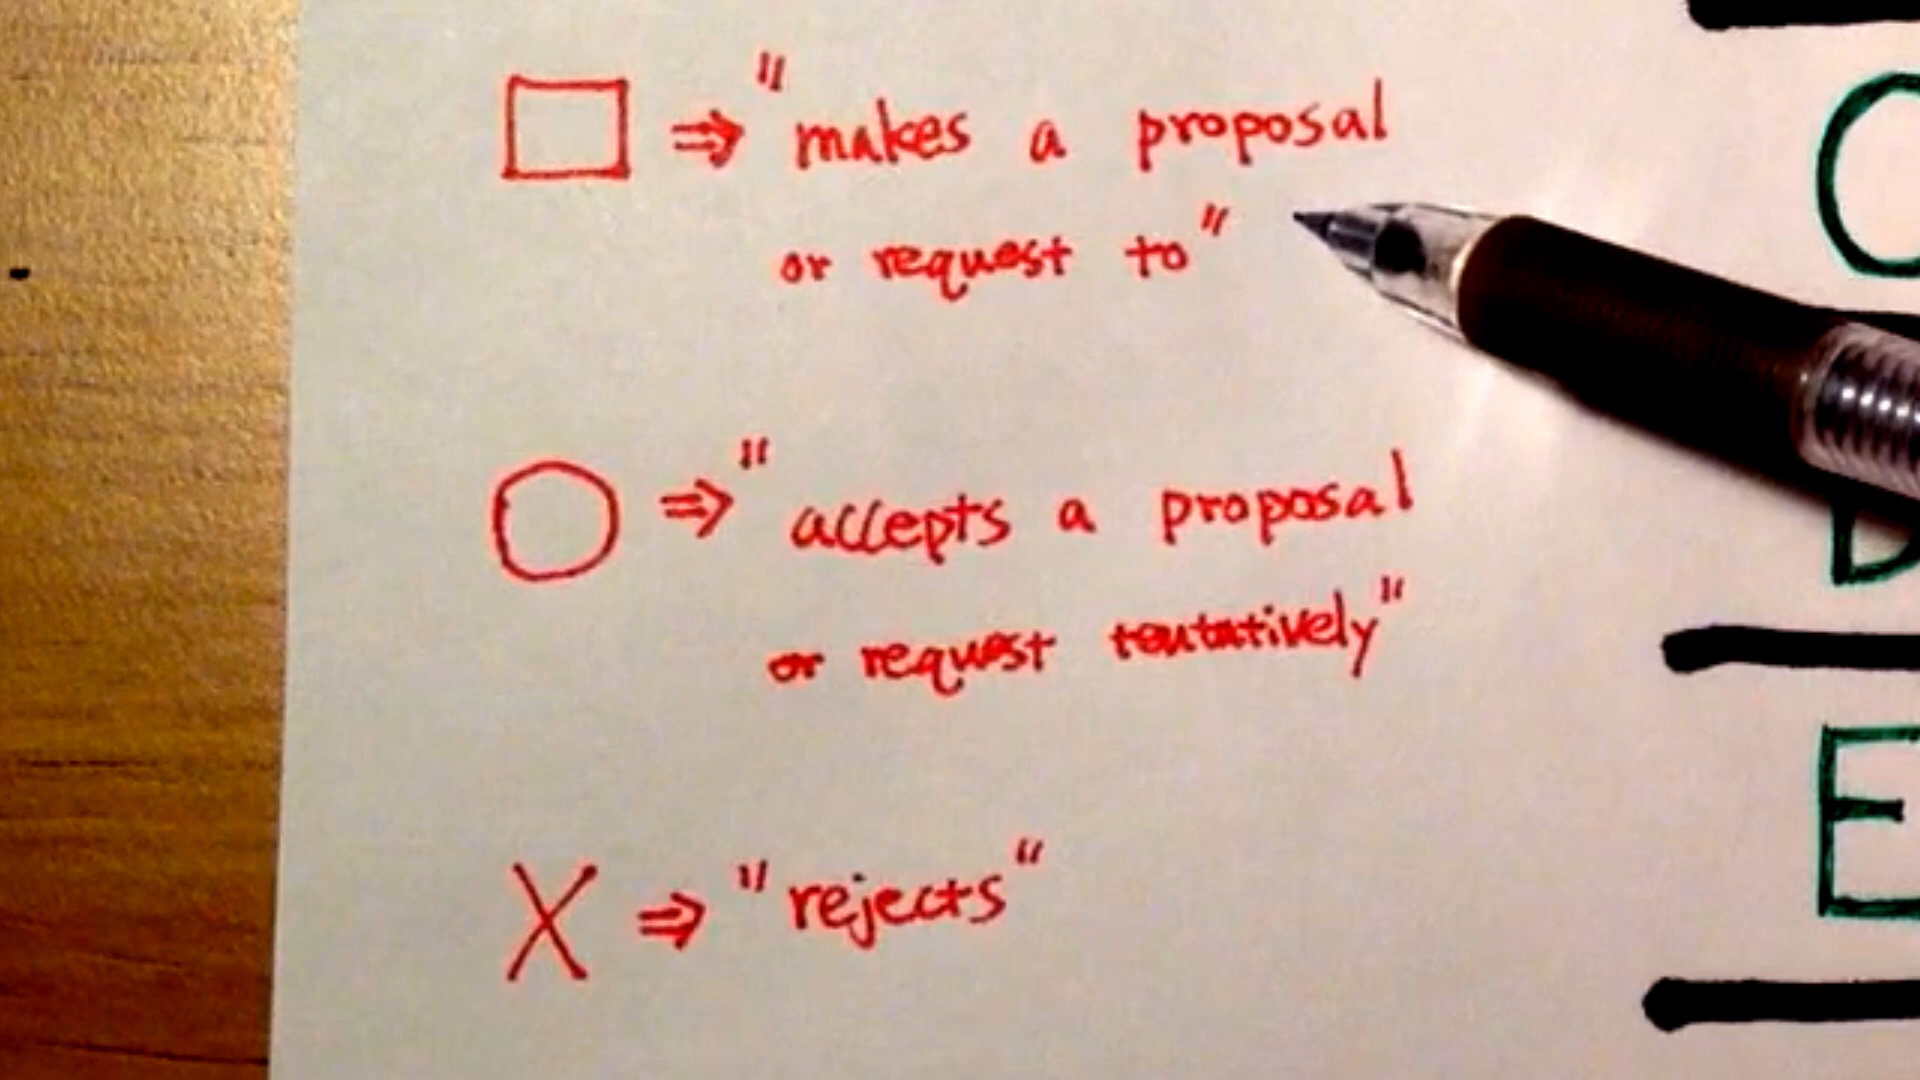 □ ⇒ "makes a proposal
or request to"
○ ⇒ "accepts a proposal
or request tentatively"
X ⇒ "rejects"
C
D
E